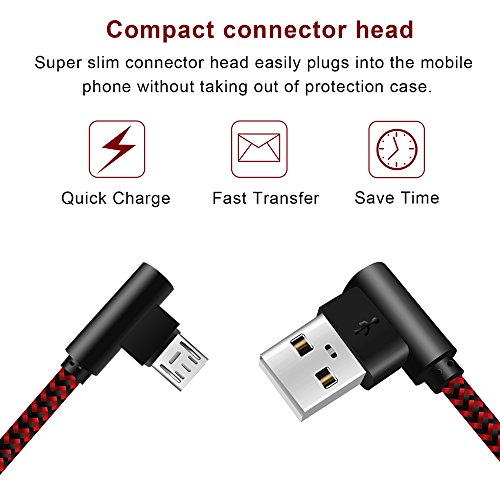 Compact connector head
Super slim connector head easily plugs into the mobile
phone without taking out of protection case.
Quick Charge
Fast Transfer
Save Time